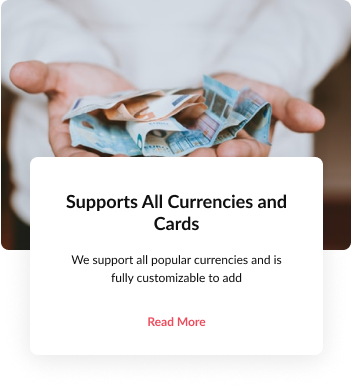 Supports All Currencies and
Cards
We support all popular currencies and is
fully customizable to add
Read More